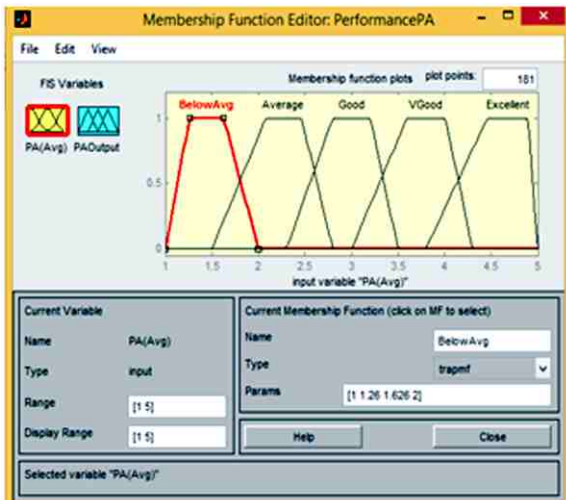 Membership Function Editor: PerformancePA
File Edit View
FIS Variables
PA(Avg) PAOutput
Membership function plots plot points: 181
BelowAvg Average Good VGood Excellent
1
0.5
0
1 1.5 2 2.5 3 3.5 4 4.5 5
input variable "PA(Avg)"
Current Variable
Name PA(Avg)
Type input
Range [1 5]
Display Range [1 5]
Current Membership Function (click on MF to select)
Name BelowAvg
Type trapmf
Params [1 1.26 1.626 2]
Help Close
Selected variable "PA(Avg)"